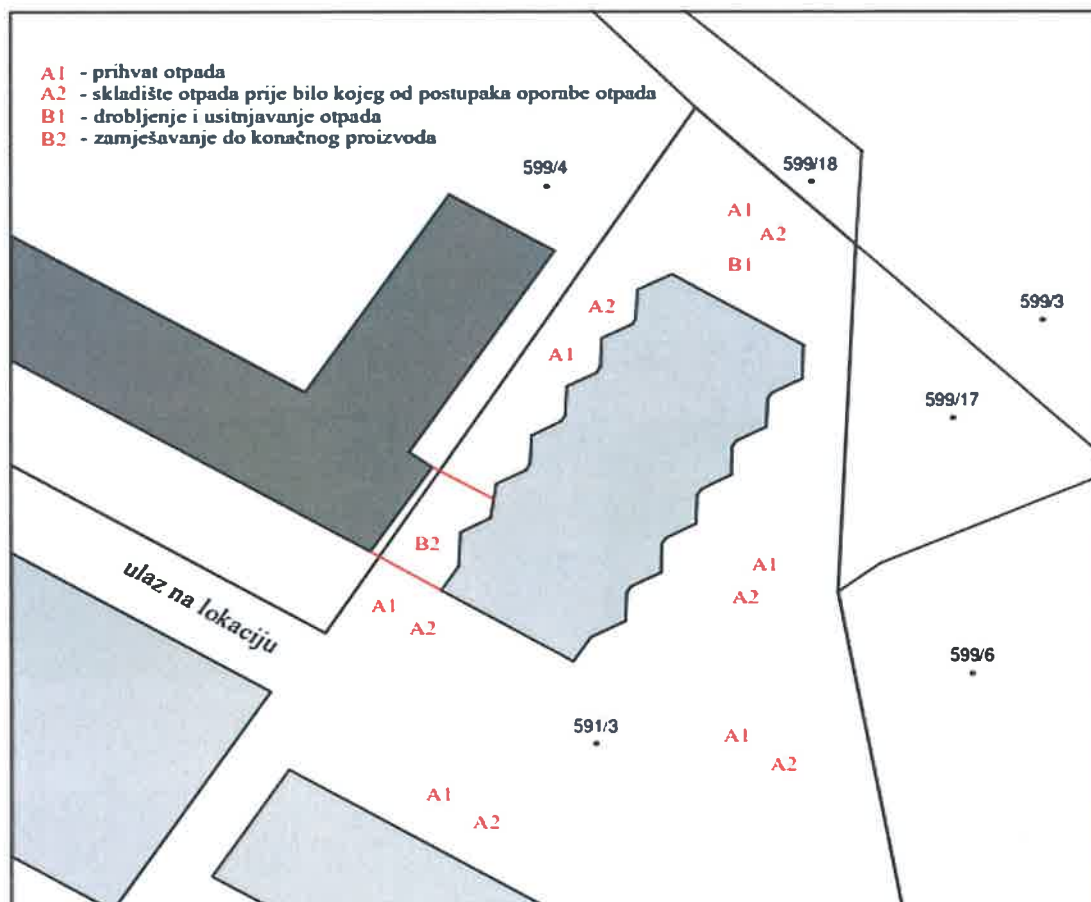 A1 - prihvat otpada
A2 - skladište otpada prije bilo kojeg od postupaka oporabe otpada
B1 - drobljenje i usitnjavanje otpada
B2 - zamješavanje do konačnog proizvoda
599/4
599/18
A1
A2
B1
A2
A1
599/3
599/17
B2
ulaz na lokaciju
A1
A2
A1
A2
599/6
591/3
A1
A2
A1
A2